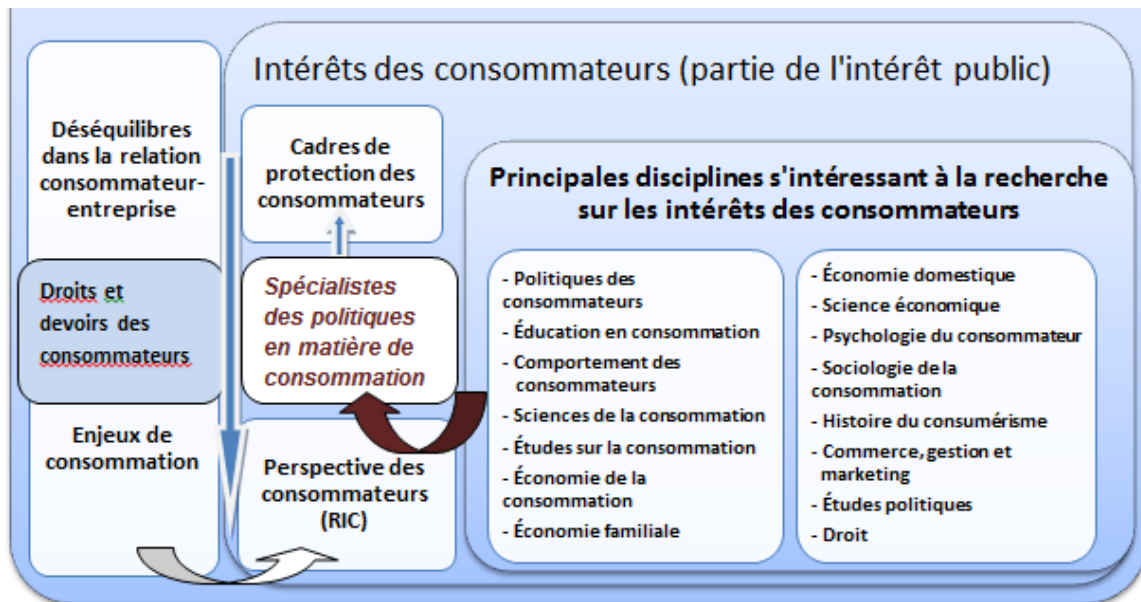 Intérêts des consommateurs (partie de l'intérêt public)
Déséquilibres
dans la relation
consommateur-
entreprise
Droits et
devoirs des
consommateurs
Enjeux de
consommation
Cadres de
protection des
consommateurs
Spécialistes
des politiques
en matière de
consommation
Perspective des
consommateurs
(RIC)
Principales disciplines s'intéressant à la recherche
sur les intérêts des consommateurs
- Politiques des
consommateurs
- Éducation en consommation
- Comportement des
consommateurs
- Sciences de la consommation
- Études sur la consommation
- Économie de la
consommation
- Économie familiale
- Économie domestique
- Science économique
- Psychologie du consommateur
- Sociologie de la
consommation
- Histoire du consumérisme
- Commerce, gestion et
marketing
- Études politiques
- Droit